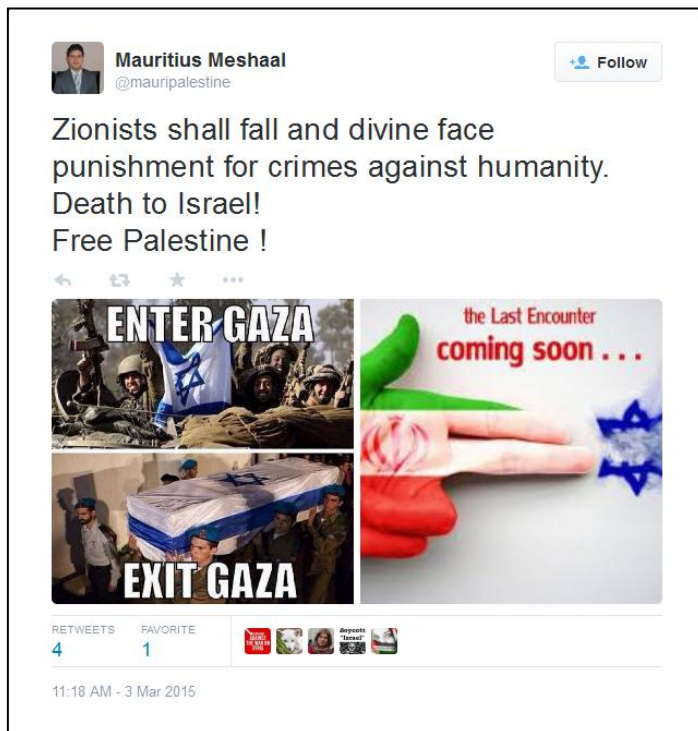 Mauritius Meshaal
@mauripalestine
Follow
Zionists shall fall and divine face
punishment for crimes against humanity.
Death to Israel!
Free Palestine !
ENTER GAZA
EXIT GAZA
the Last Encounter
coming soon . . .
RETWEETS
4
FAVORITE
1
Boycott
"Israel"
11:18 AM - 3 Mar 2015